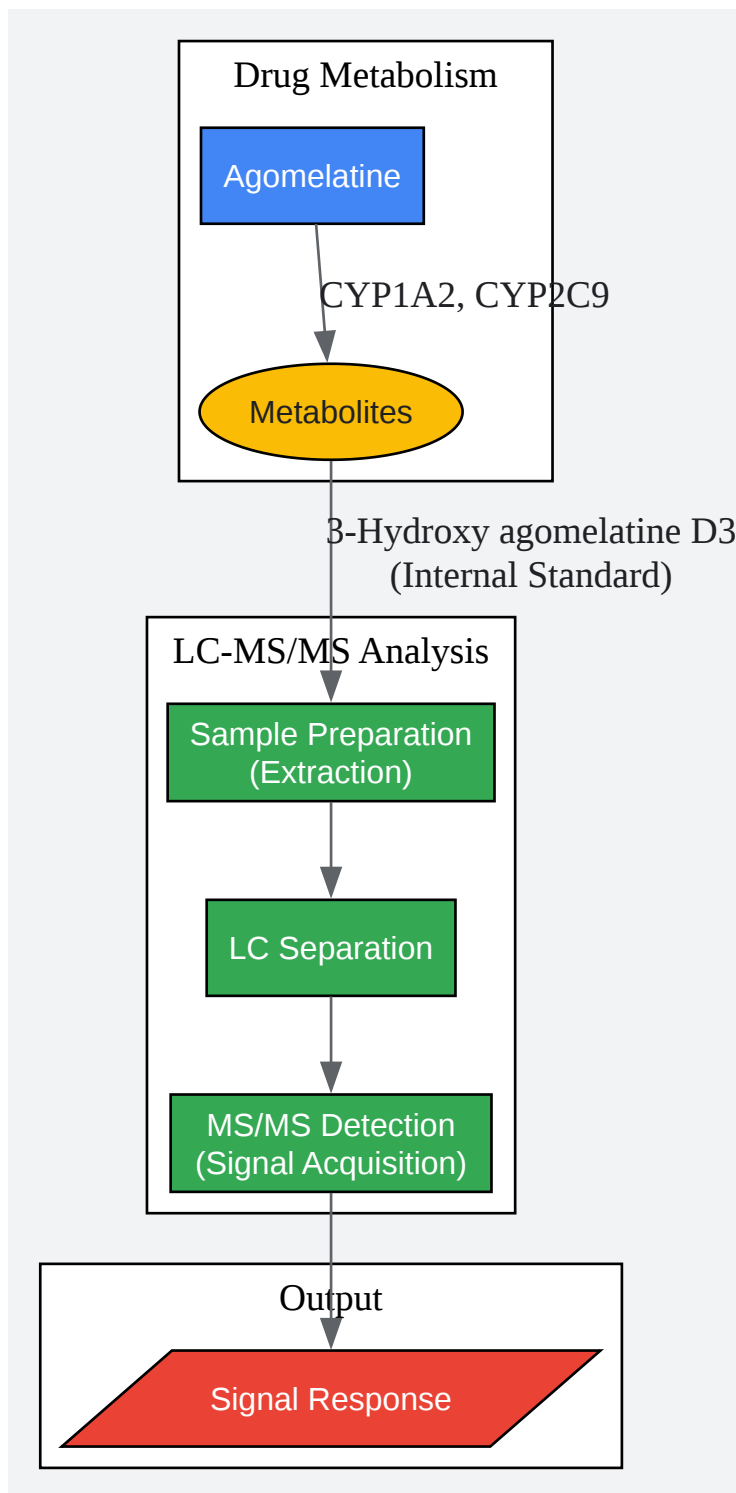 Drug Metabolism
Agomelatine
CYP1A2, CYP2C9
Metabolites
3-Hydroxy agomelatine D3
(Internal Standard)
LC-MS/MS Analysis
Sample Preparation
(Extraction)
LC Separation
MS/MS Detection
(Signal Acquisition)
Output
Signal Response